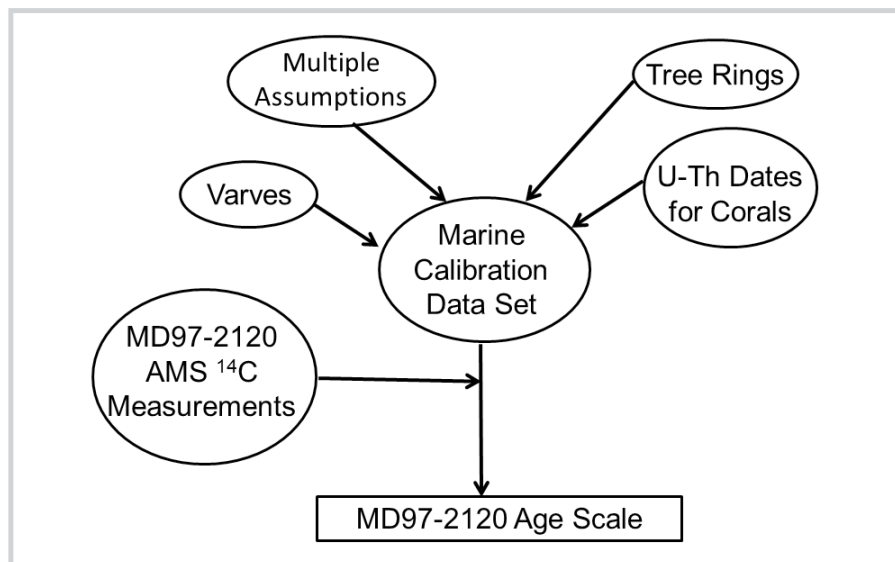 Multiple
Assumptions
Tree Rings
Varves
U-Th Dates
for Corals
Marine
Calibration
Data Set
MD97-2120
AMS ¹⁴C
Measurements
MD97-2120 Age Scale